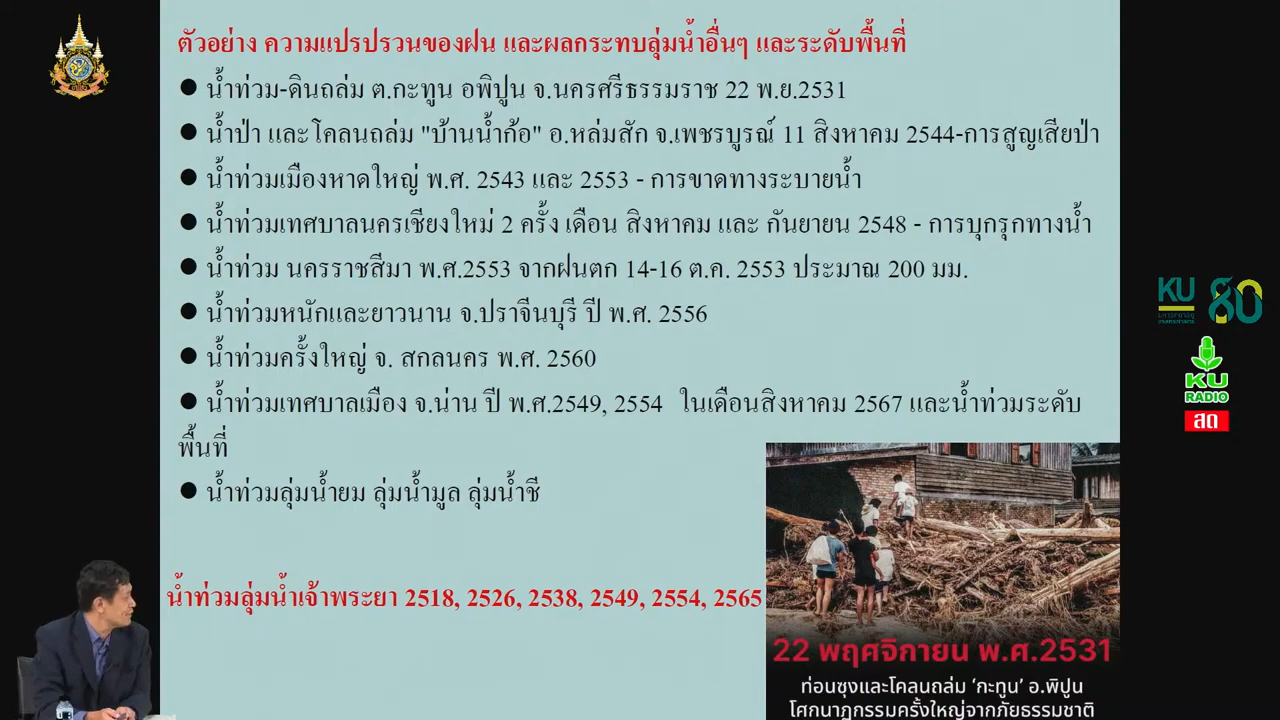 ตัวอย่าง ความแปรปรวนของฝน และผลกระทบลุ่มน้ำอื่นๆ และระดับพื้นที่
● น้ำท่วม-ดินถล่ม ต.กะทูน อพิปูน จ.นครศรีธรรมราช 22 พ.ย.2531
● น้ำป่า และโคลนถล่ม "บ้านน้ำก้อ" อ.หล่มสัก จ.เพชรบูรณ์ 11 สิงหาคม 2544-การสูญเสียป่า
● น้ำท่วมเมืองหาดใหญ่ พ.ศ. 2543 และ 2553 - การขาดทางระบายน้ำ
● น้ำท่วมเทศบาลนครเชียงใหม่ 2 ครั้ง เดือน สิงหาคม และ กันยายน 2548 - การบุกรุกทางน้ำ
● น้ำท่วม นครราชสีมา พ.ศ.2553 จากฝนตก 14-16 ต.ค. 2553 ประมาณ 200 มม.
● น้ำท่วมหนักและยาวนาน จ.ปราจีนบุรี ปี พ.ศ. 2556
● น้ำท่วมครั้งใหญ่ จ. สกลนคร พ.ศ. 2560
● น้ำท่วมเทศบาลเมือง จ.น่าน ปี พ.ศ.2549, 2554 ในเดือนสิงหาคม 2567 และน้ำท่วมระดับ
พื้นที่
● น้ำท่วมลุ่มน้ำยม ลุ่มน้ำมูล ลุ่มน้ำชี
น้ำท่วมลุ่มน้ำเจ้าพระยา 2518, 2526, 2538, 2549, 2554, 2565
22 พฤศจิกายน พ.ศ.2531
ท่อนซุงและโคลนถล่ม ‘กะทูน’ อ.พิปูน
โศกนาฏกรรมครั้งใหญ่จากภัยธรรมชาติ
KU 80
KU
RADIO
สด